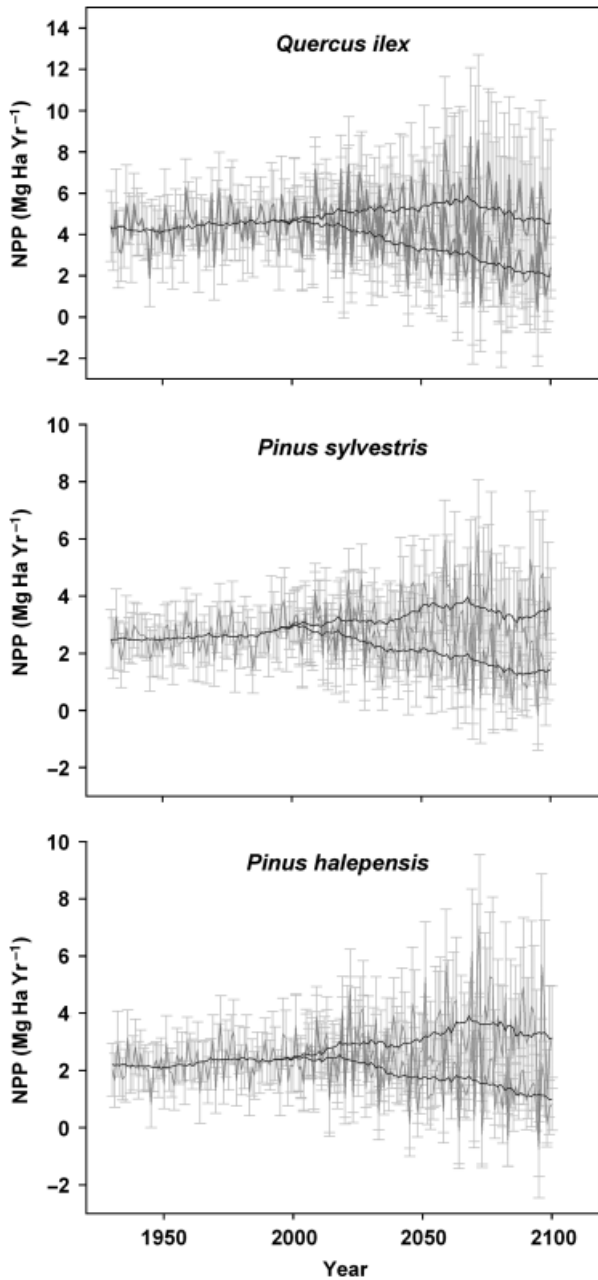 Quercus ilex
NPP (Mg Ha Yr⁻¹)
14
12
10
8
6
4
2
0
−2
Pinus sylvestris
NPP (Mg Ha Yr⁻¹)
10
8
6
4
2
0
−2
Pinus halepensis
NPP (Mg Ha Yr⁻¹)
10
8
6
4
2
0
−2
1950 2000 2050 2100
Year